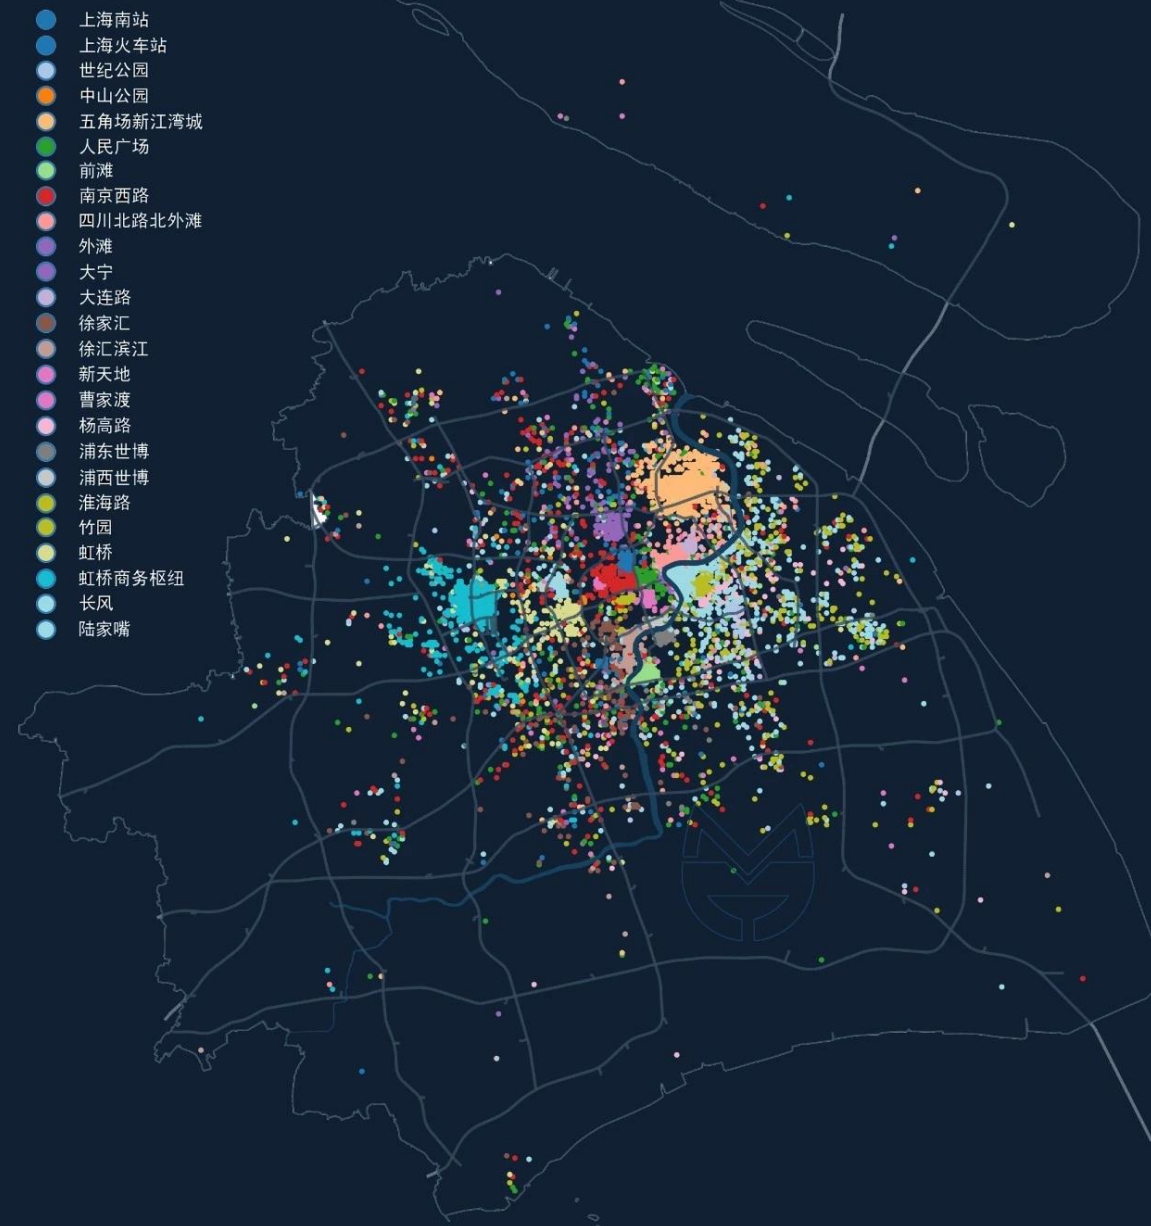 上海南站
上海火车站
世纪公园
中山公园
五角场新江湾城
人民广场
前滩
南京西路
四川北路北外滩
外滩
大宁
大连路
徐家汇
徐汇滨江
新天地
曹家渡
杨高路
浦东世博
浦西世博
淮海路
竹园
虹桥
虹桥商务枢纽
长风
陆家嘴